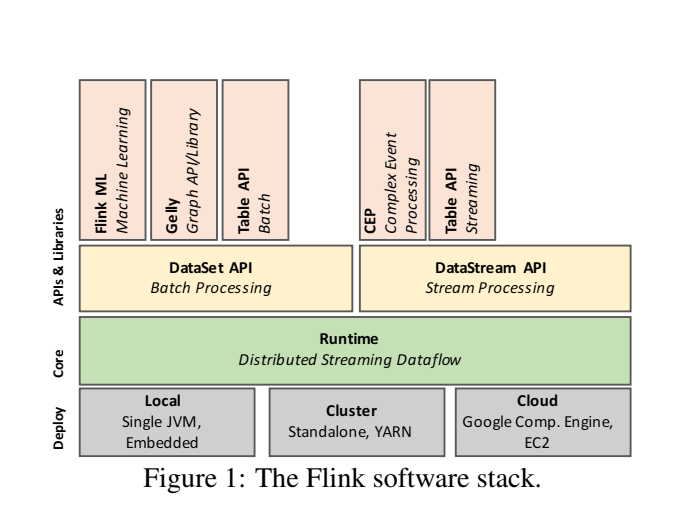 APIs & Libraries
Flink ML
Machine Learning
Gelly
Graph API/Library
Table API
Batch
CEP
Complex Event
Processing
Table API
Streaming
DataSet API
Batch Processing
DataStream API
Stream Processing
Core
Runtime
Distributed Streaming Dataflow
Deploy
Local
Single JVM,
Embedded
Cluster
Standalone, YARN
Cloud
Google Comp. Engine,
EC2
Figure 1: The Flink software stack.